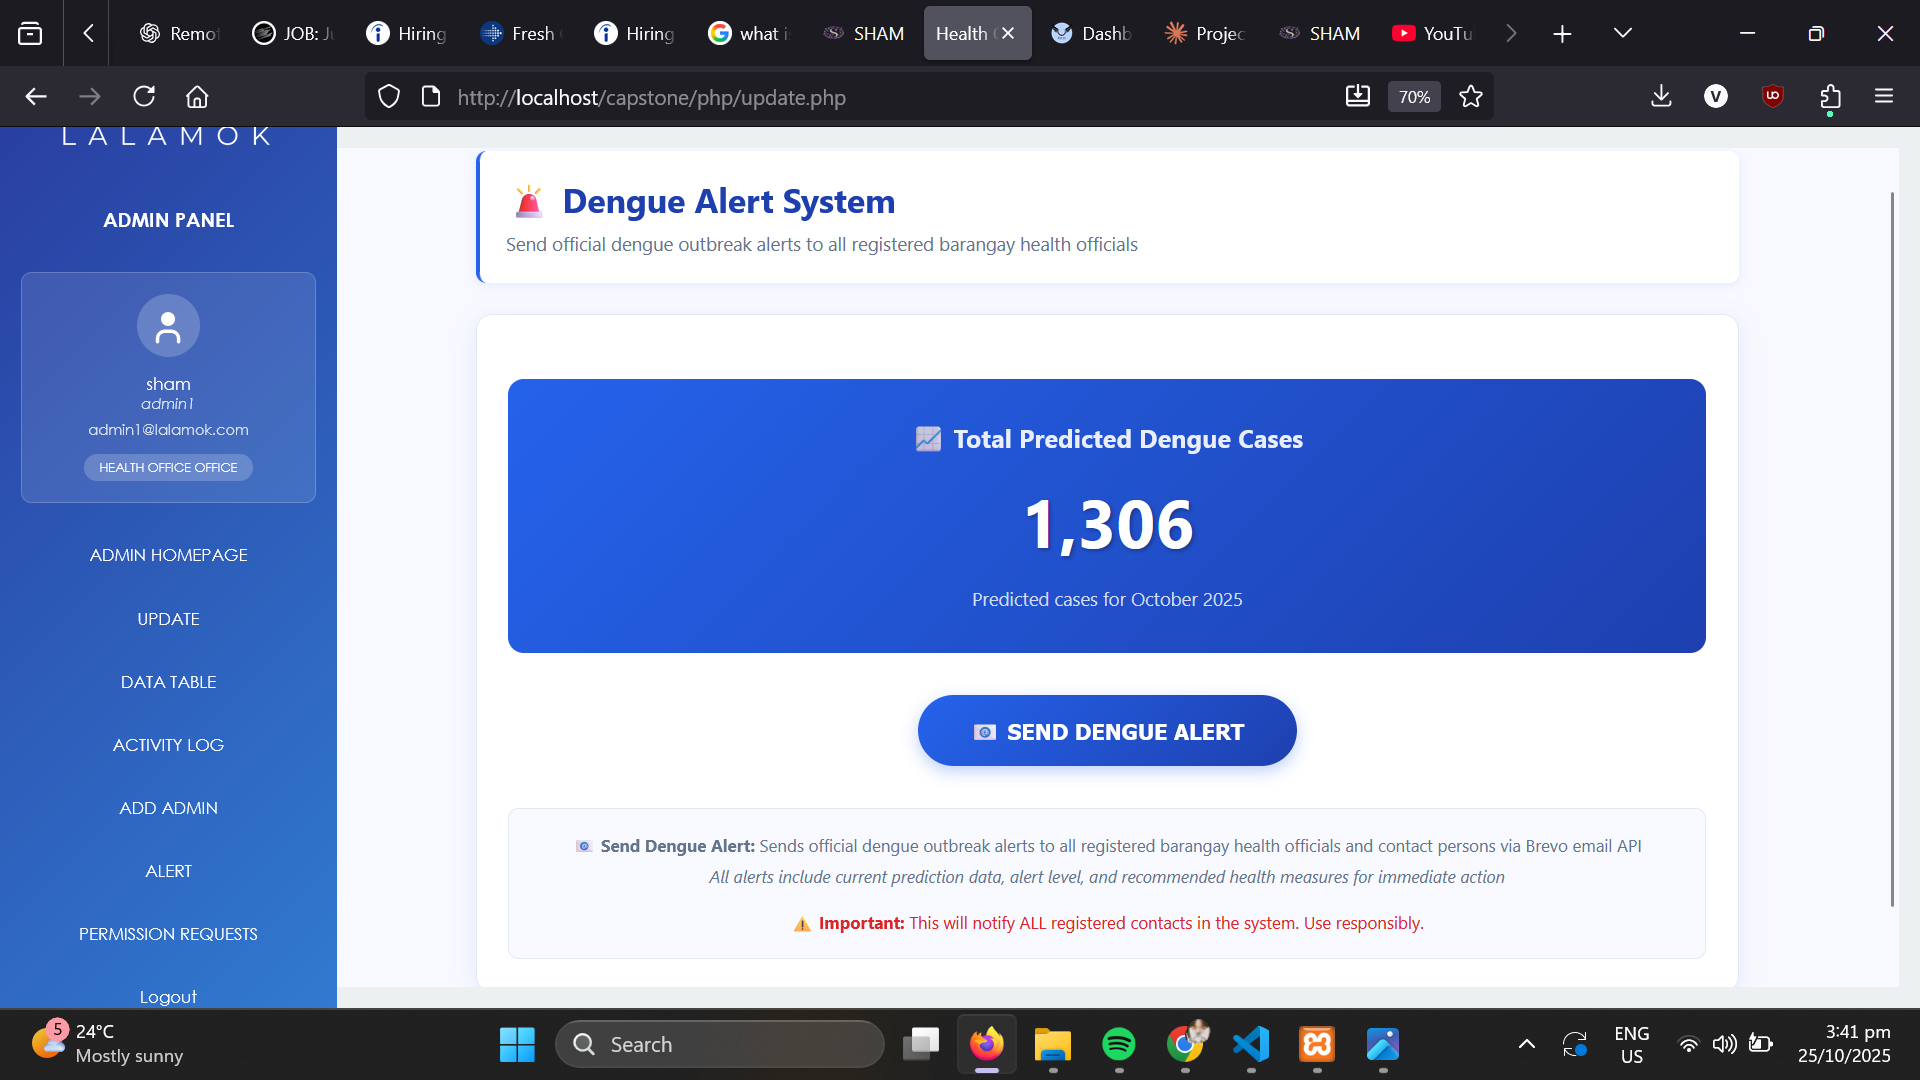 Remot
JOB: Ju
Hiring
Fresh
Hiring
what i
SHAM
Health
Dashb
Projec
SHAM
YouTu
http://localhost/capstone/php/update.php
70%
V
LALAMOK
ADMIN PANEL
sham
admin1
admin1@lalamok.com
HEALTH OFFICE OFFICE
ADMIN HOMEPAGE
UPDATE
DATA TABLE
ACTIVITY LOG
ADD ADMIN
ALERT
PERMISSION REQUESTS
Logout
Dengue Alert System
Send official dengue outbreak alerts to all registered barangay health officials
Total Predicted Dengue Cases
1,306
Predicted cases for October 2025
SEND DENGUE ALERT
Send Dengue Alert: Sends official dengue outbreak alerts to all registered barangay health officials and contact persons via Brevo email API
All alerts include current prediction data, alert level, and recommended health measures for immediate action
Important: This will notify ALL registered contacts in the system. Use responsibly.
5
24°C
Mostly sunny
Search
ENG
US
3:41 pm
25/10/2025